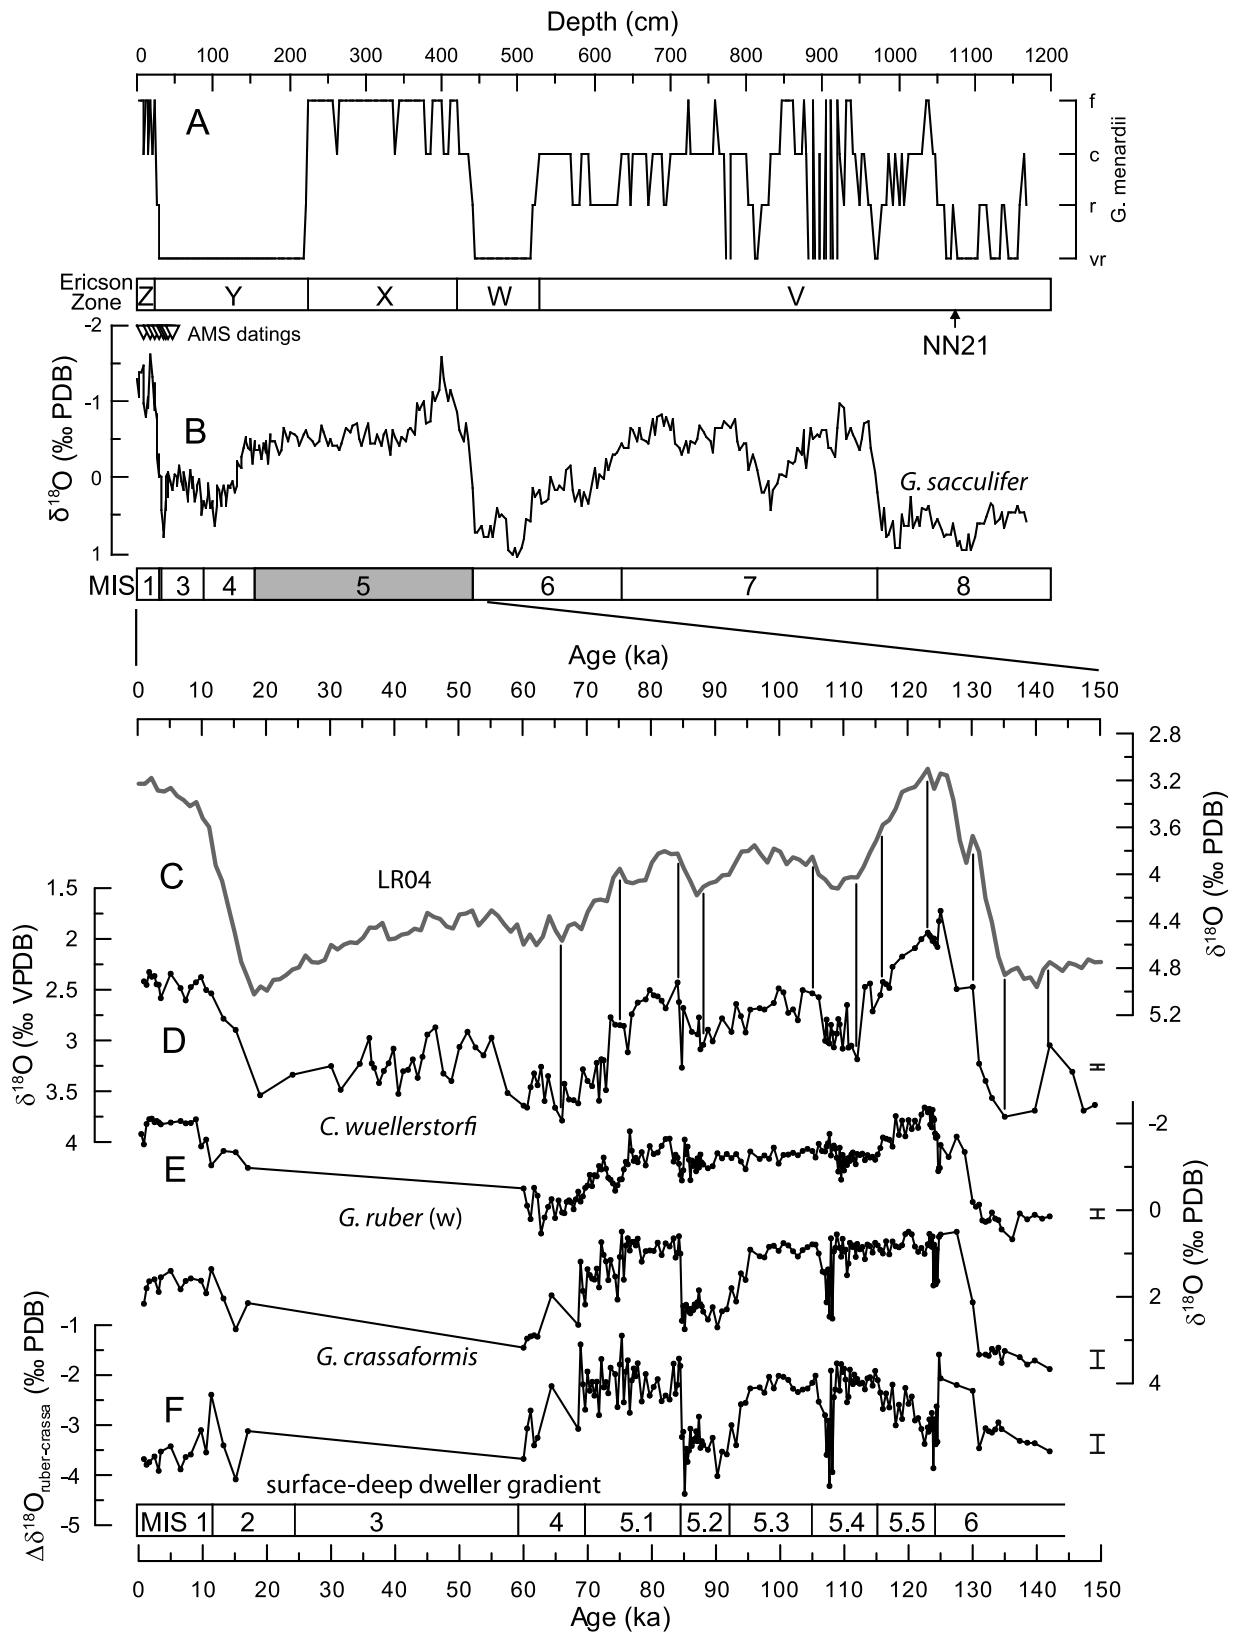 Depth (cm)
0 100 200 300 400 500 600 700 800 900 1000 1100 1200
A
f
c
r
vr
G. menardii
Ericson Zone
Z Y X W V
NN21
AMS datings
-2
-1
0
1
δ18O (‰ PDB)
B
G. sacculifer
MIS 1 3 4 5 6 7 8
Age (ka)
0 10 20 30 40 50 60 70 80 90 100 110 120 130 140 150
2.8
3.2
3.6
4
4.4
4.8
5.2
δ18O (‰ PDB)
C
LR04
1.5
2
2.5
3
3.5
4
δ18O (‰ VPDB)
D
C. wuellerstorfi
-2
0
2
4
δ18O (‰ PDB)
E
G. ruber (w)
G. crassaformis
-1
-2
-3
-4
-5
Δδ18Oruber-crassa (‰ PDB)
F
surface-deep dweller gradient
MIS 1 2 3 4 5.1 5.2 5.3 5.4 5.5 6
0 10 20 30 40 50 60 70 80 90 100 110 120 130 140 150
Age (ka)